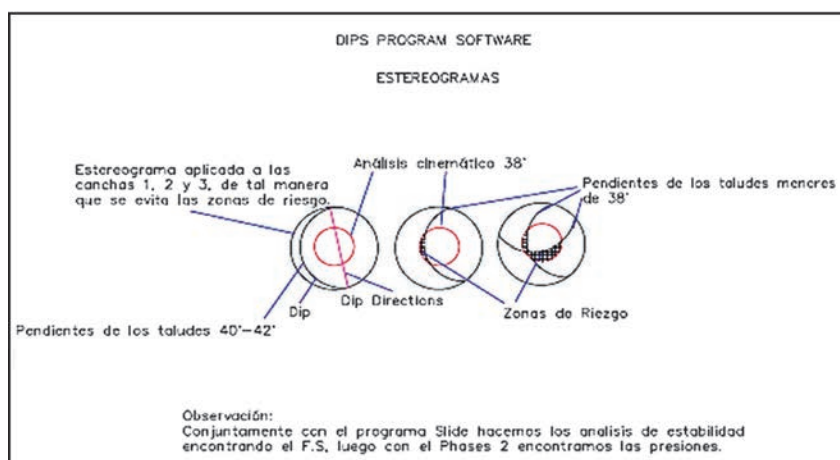 DIPS PROGRAM SOFTWARE
ESTEREOGRAMAS
Estereograma aplicada a las
canchas 1, 2 y 3, de tal manera
que se evita las zonas de riesgo.
Análisis cinemático 38°
Pendientes de los taludes menores
de 38°
Dip Directions
Zonas de Riezgo
Dip
Pendientes de los taludes 40°-42°
Observación:
Conjuntamente con el programa Slide hacemos los analisis de estabilidad
encontrando el F.S, luego con el Phases 2 encontramos las presiones.